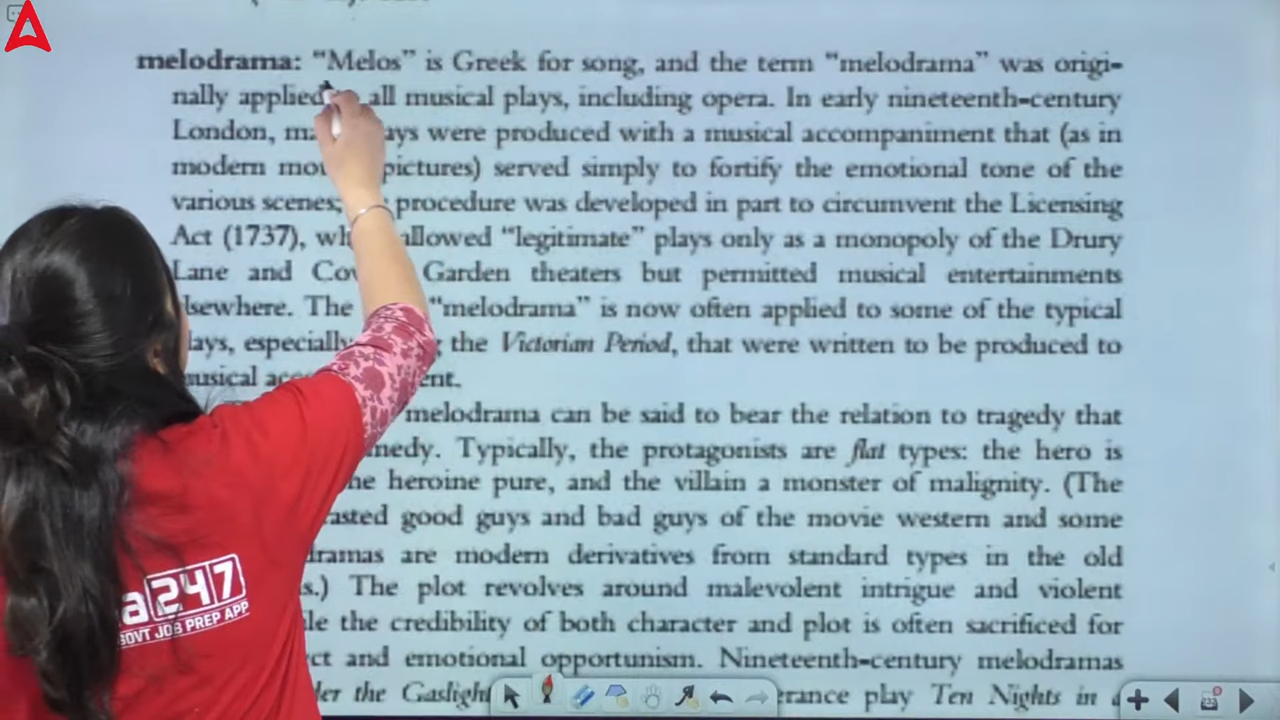 melodrama: “Melos” is Greek for song, and the term “melodrama” was origi-
nally applied all musical plays, including opera. In early nineteenth-century
London, ays were produced with a musical accompaniment that (as in
modern pictures) served simply to fortify the emotional tone of the
various scenes; procedure was developed in part to circumvent the Licensing
Act (1737), allowed “legitimate” plays only as a monopoly of the Drury
Lane and Garden theaters but permitted musical entertainments
lsewhere. The “melodrama” is now often applied to some of the typical
lays, especially the Victorian Period, that were written to be produced to
musical ent.
melodrama can be said to bear the relation to tragedy that
medy. Typically, the protagonists are flat types: the hero is
he heroine pure, and the villain a monster of malignity. (The
asted good guys and bad guys of the movie western and some
dramas are modern derivatives from standard types in the old
s.) The plot revolves around malevolent intrigue and violent
le the credibility of both character and plot is often sacrificed for
ct and emotional opportunism. Nineteenth-century melodramas
der the Gaslight erance play Ten Nights in a
a247
GOVT JOB PREP APP